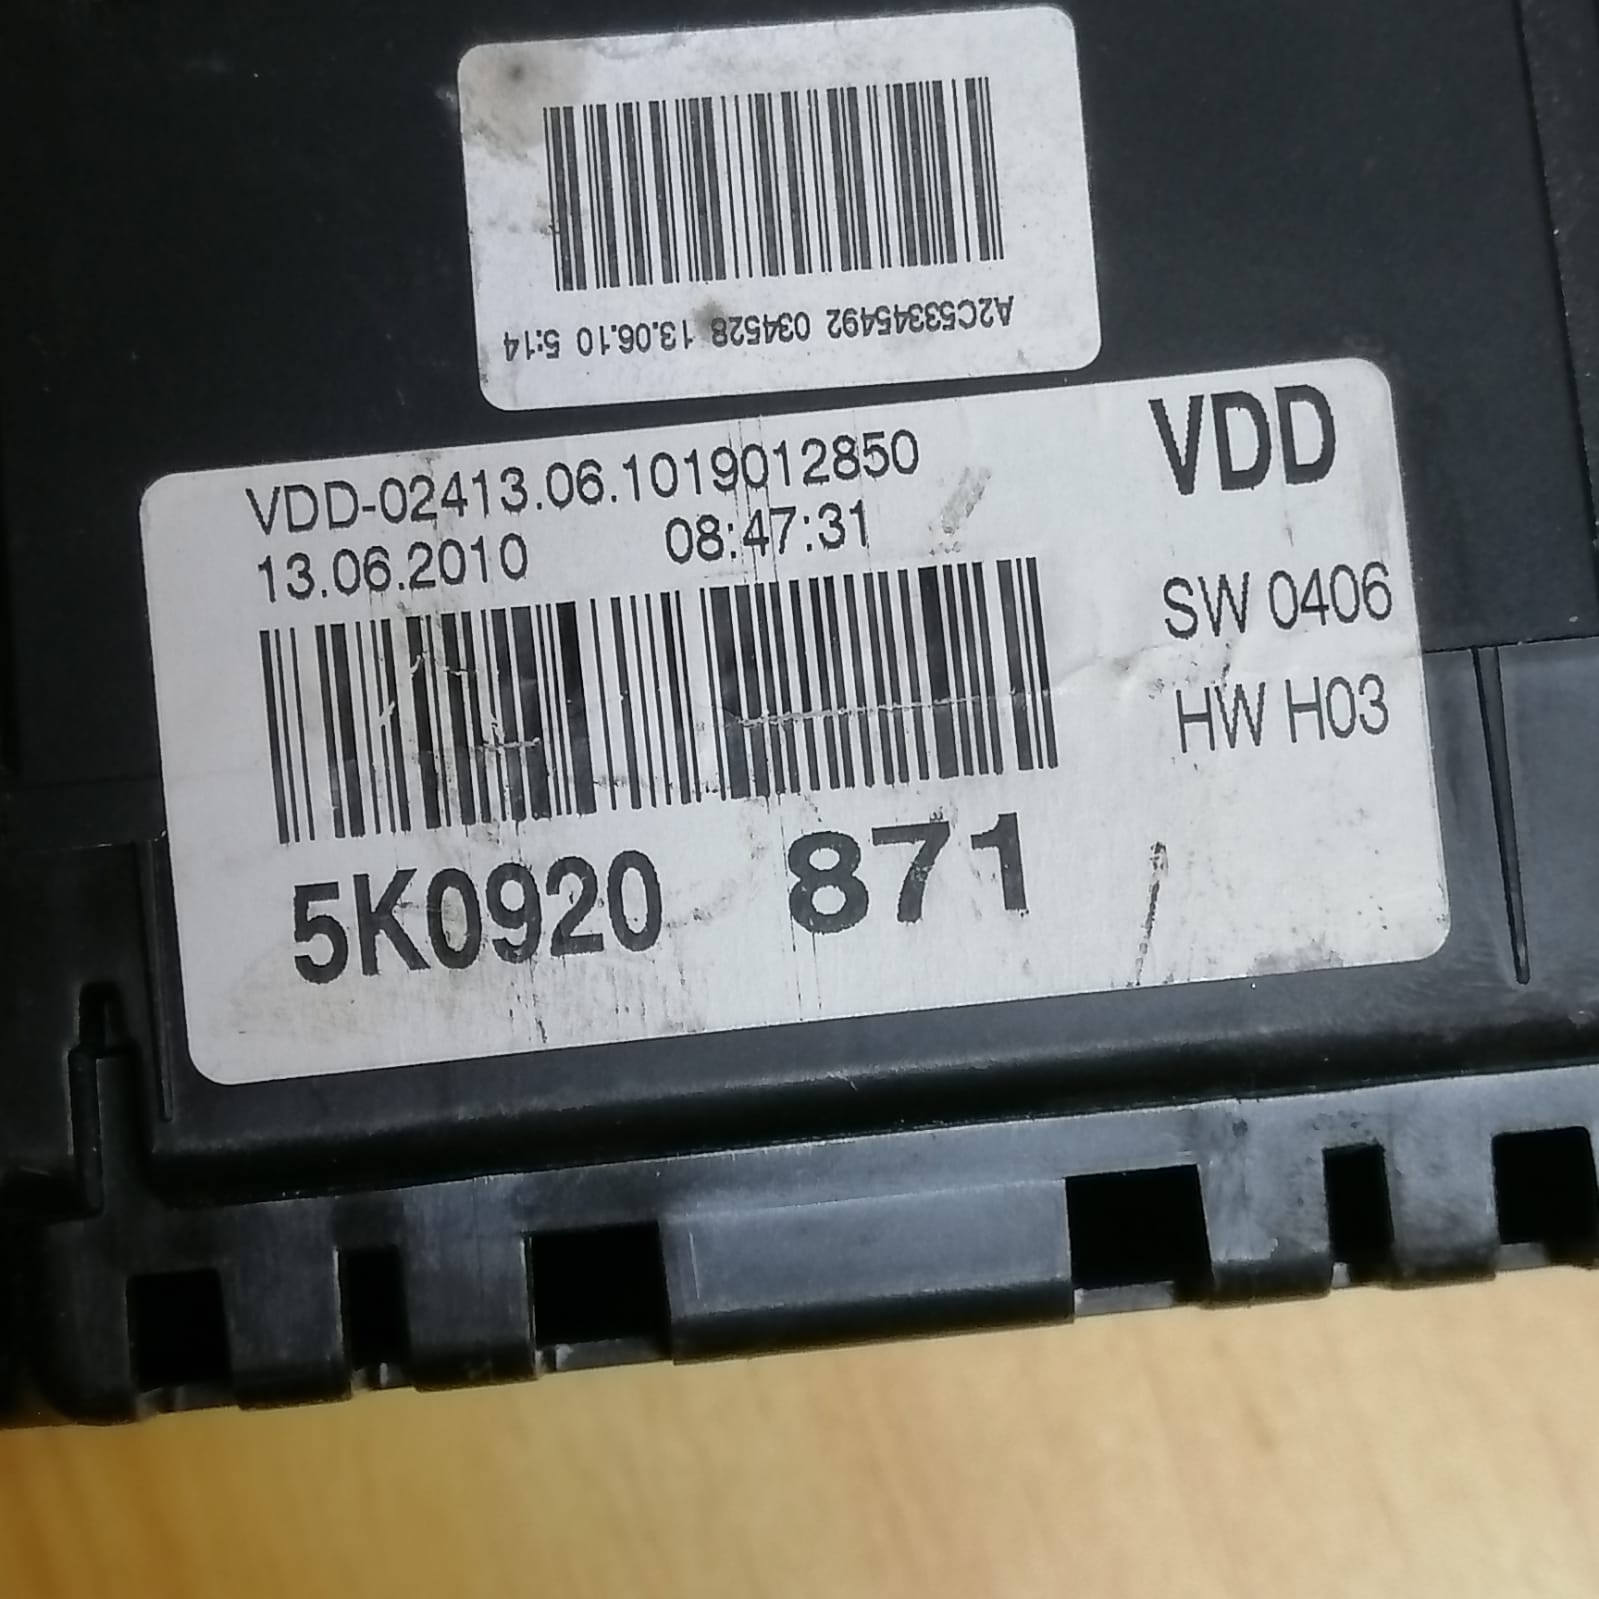 A2C53345492 034528 13.06.10 5:14
VDD-02413.06.1019012850
13.06.2010 08:47:31
VDD
SW 0406
HW H03
5K0920 871